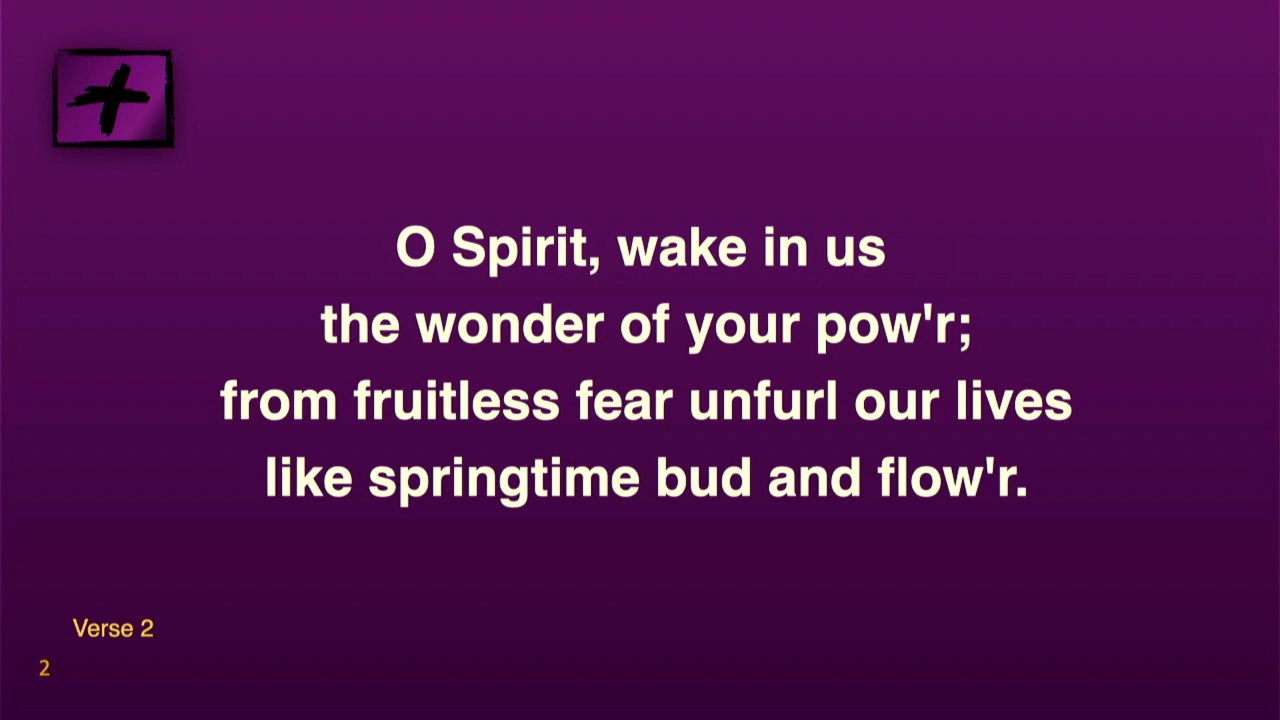 O Spirit, wake in us
the wonder of your pow'r;
from fruitless fear unfurl our lives
like springtime bud and flow'r.
Verse 2
2